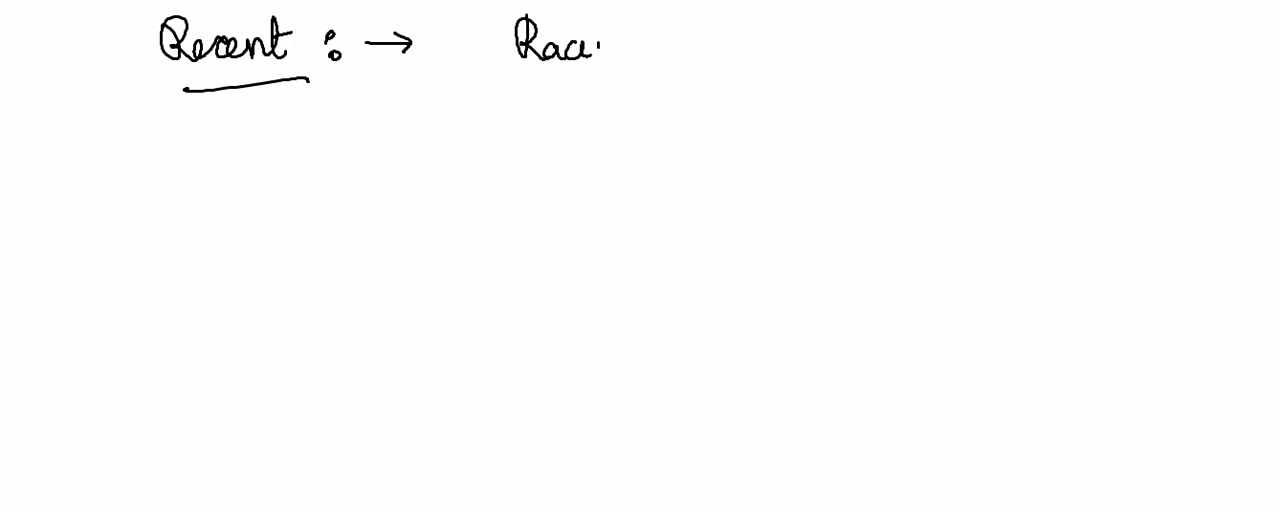 Recent : → Rac